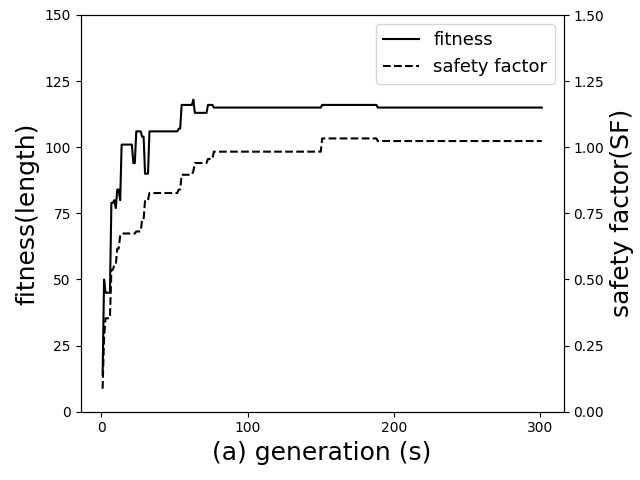 fitness
safety factor
150
125
100
75
50
25
0
fitness(length)
1.50
1.25
1.00
0.75
0.50
0.25
0.00
safety factor(SF)
0 100 200 300
(a) generation (s)